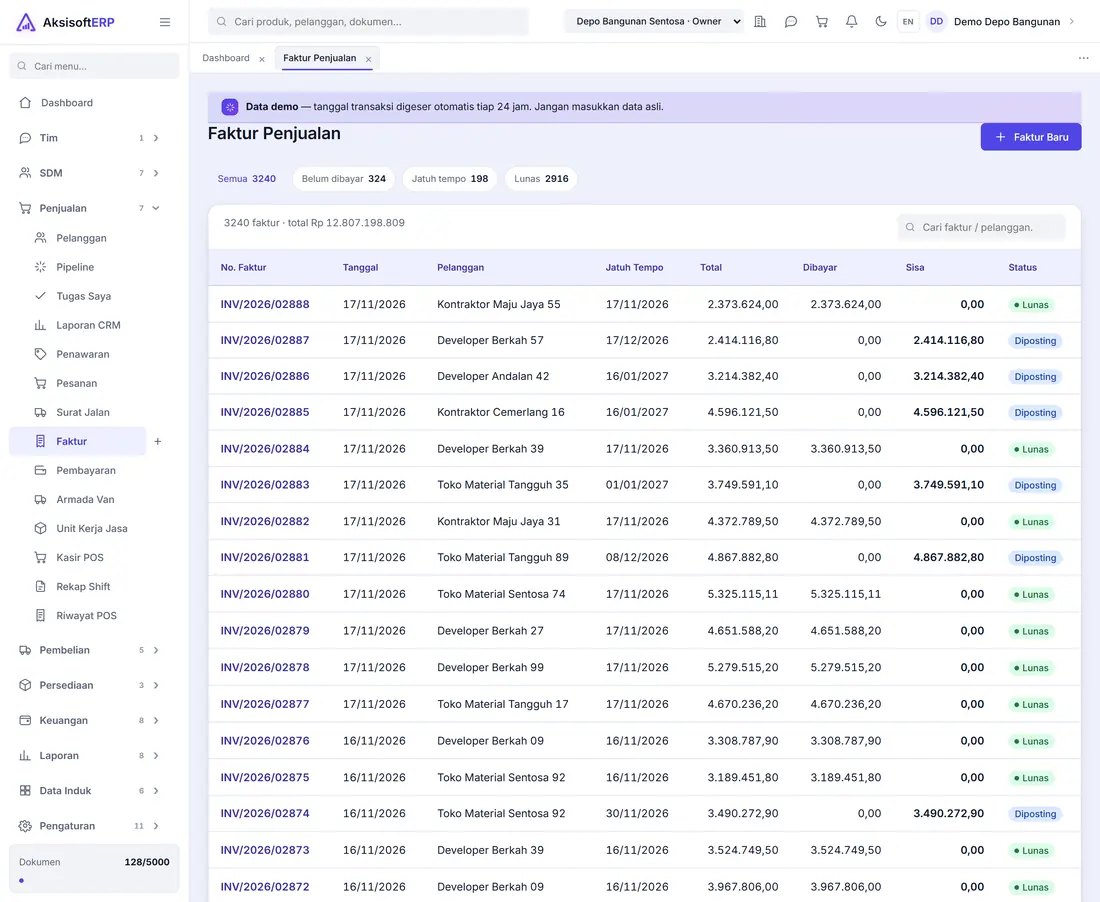 AksisoftERP
Cari produk, pelanggan, dokumen...
Depo Bangunan Sentosa · Owner
EN
DD
Demo Depo Bangunan
Cari menu...
Dashboard
Tim 1
SDM 7
Penjualan 7
Pelanggan
Pipeline
Tugas Saya
Laporan CRM
Penawaran
Pesanan
Surat Jalan
Faktur +
Pembayaran
Armada Van
Unit Kerja Jasa
Kasir POS
Rekap Shift
Riwayat POS
Pembelian 5
Persediaan 3
Keuangan 8
Laporan 8
Data Induk 6
Pengaturan 11
Dokumen 128/5000
Dashboard × Faktur Penjualan ×
Data demo — tanggal transaksi digeser otomatis tiap 24 jam. Jangan masukkan data asli.
Faktur Penjualan
+ Faktur Baru
Semua 3240 Belum dibayar 324 Jatuh tempo 198 Lunas 2916
3240 faktur · total Rp 12.807.198.809
Cari faktur / pelanggan.
No. Faktur Tanggal Pelanggan Jatuh Tempo Total Dibayar Sisa Status
INV/2026/02888 17/11/2026 Kontraktor Maju Jaya 55 17/11/2026 2.373.624,00 2.373.624,00 0,00 Lunas
INV/2026/02887 17/11/2026 Developer Berkah 57 17/12/2026 2.414.116,80 0,00 2.414.116,80 Diposting
INV/2026/02886 17/11/2026 Developer Andalan 42 16/01/2027 3.214.382,40 0,00 3.214.382,40 Diposting
INV/2026/02885 17/11/2026 Kontraktor Cemerlang 16 16/01/2027 4.596.121,50 0,00 4.596.121,50 Diposting
INV/2026/02884 17/11/2026 Developer Berkah 39 17/11/2026 3.360.913,50 3.360.913,50 0,00 Lunas
INV/2026/02883 17/11/2026 Toko Material Tangguh 35 01/01/2027 3.749.591,10 0,00 3.749.591,10 Diposting
INV/2026/02882 17/11/2026 Kontraktor Maju Jaya 31 17/11/2026 4.372.789,50 4.372.789,50 0,00 Lunas
INV/2026/02881 17/11/2026 Toko Material Tangguh 89 08/12/2026 4.867.882,80 0,00 4.867.882,80 Diposting
INV/2026/02880 17/11/2026 Toko Material Sentosa 74 17/11/2026 5.325.115,11 5.325.115,11 0,00 Lunas
INV/2026/02879 17/11/2026 Developer Berkah 27 17/11/2026 4.651.588,20 4.651.588,20 0,00 Lunas
INV/2026/02878 17/11/2026 Developer Berkah 99 17/11/2026 5.279.515,20 5.279.515,20 0,00 Lunas
INV/2026/02877 17/11/2026 Toko Material Tangguh 17 17/11/2026 4.670.236,20 4.670.236,20 0,00 Lunas
INV/2026/02876 16/11/2026 Developer Berkah 09 16/11/2026 3.308.787,90 3.308.787,90 0,00 Lunas
INV/2026/02875 16/11/2026 Toko Material Sentosa 92 16/11/2026 3.189.451,80 3.189.451,80 0,00 Lunas
INV/2026/02874 16/11/2026 Toko Material Sentosa 92 30/11/2026 3.490.272,90 0,00 3.490.272,90 Diposting
INV/2026/02873 16/11/2026 Developer Berkah 39 16/11/2026 3.524.749,50 3.524.749,50 0,00 Lunas
INV/2026/02872 16/11/2026 Developer Berkah 09 16/11/2026 3.967.806,00 3.967.806,00 0,00 Lunas